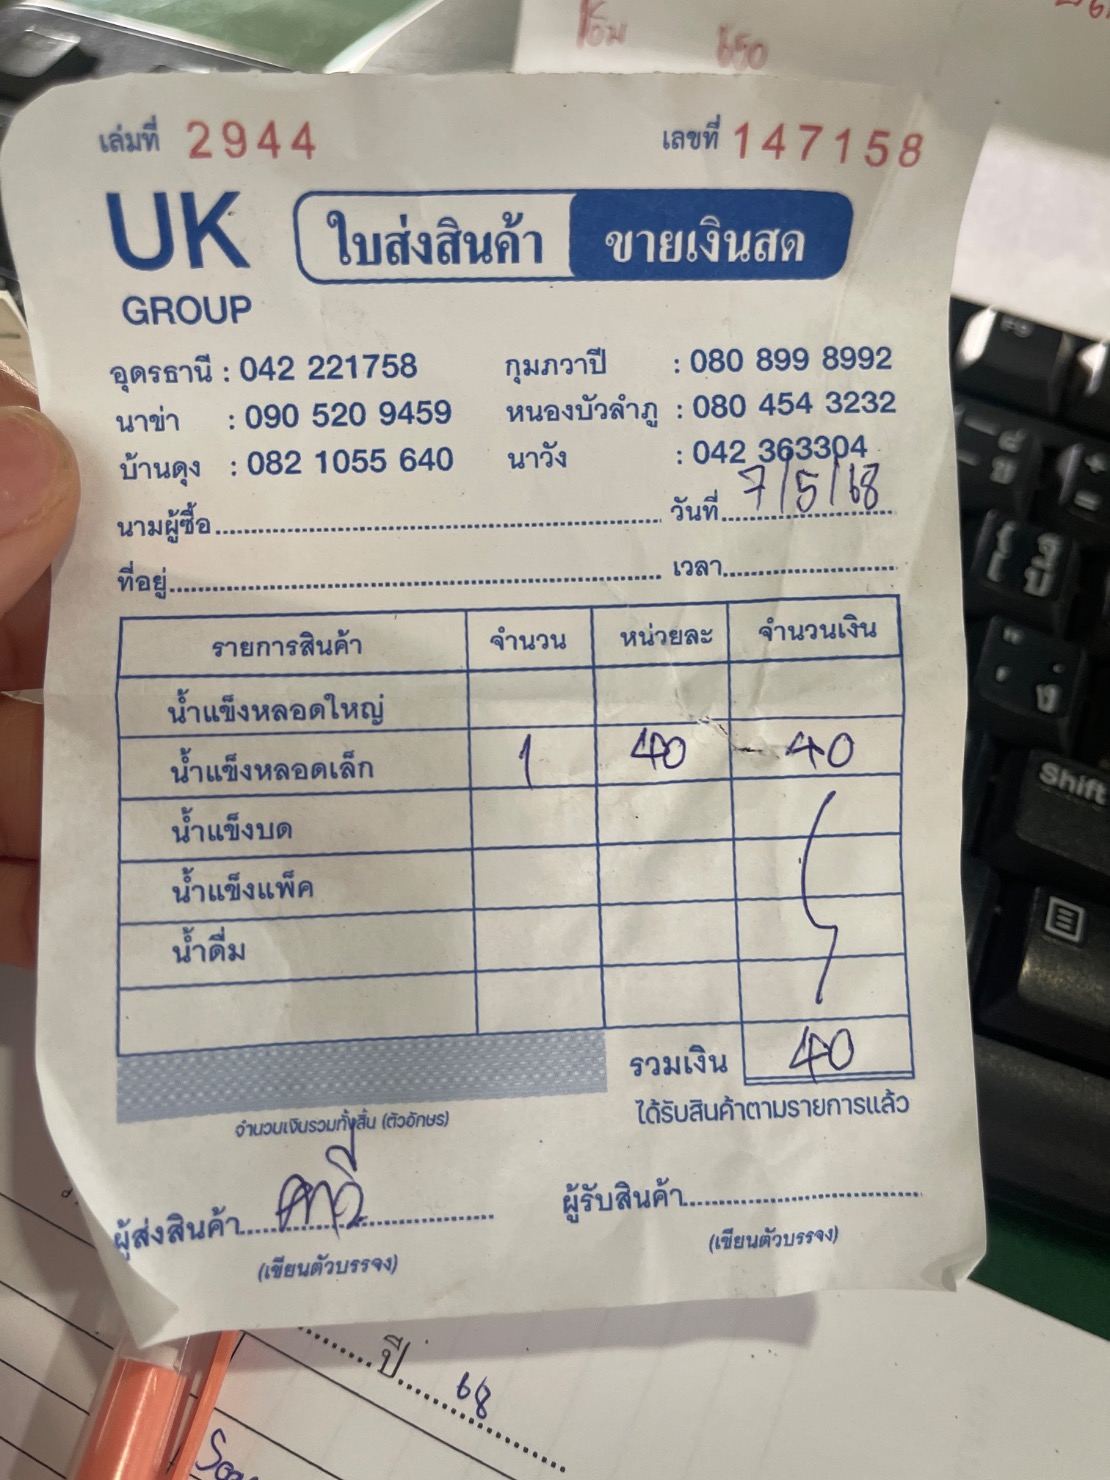 รวม 650
เล่มที่ 2944 เลขที่ 147158
UK GROUP
ใบส่งสินค้า ขายเงินสด
อุดรธานี : 042 221758 กุมภวาปี : 080 899 8992
นาข่า : 090 520 9459 หนองบัวลำภู : 080 454 3232
บ้านดุง : 082 1055 640 นาวัง : 042 363304
นามผู้ซื้อ วันที่ 7/5/68
ที่อยู่ เวลา
รายการสินค้า จำนวน หน่วยละ จำนวนเงิน
น้ำแข็งหลอดใหญ่
น้ำแข็งหลอดเล็ก 1 40 40
น้ำแข็งบด
น้ำแข็งแพ็ค
น้ำดื่ม
รวมเงิน 40
จำนวนเงินรวมทั้งสิ้น (ตัวอักษร) ได้รับสินค้าตามรายการแล้ว
ผู้ส่งสินค้า ผู้รับสินค้า
(เขียนตัวบรรจง) (เขียนตัวบรรจง)
ปี 68
Shift